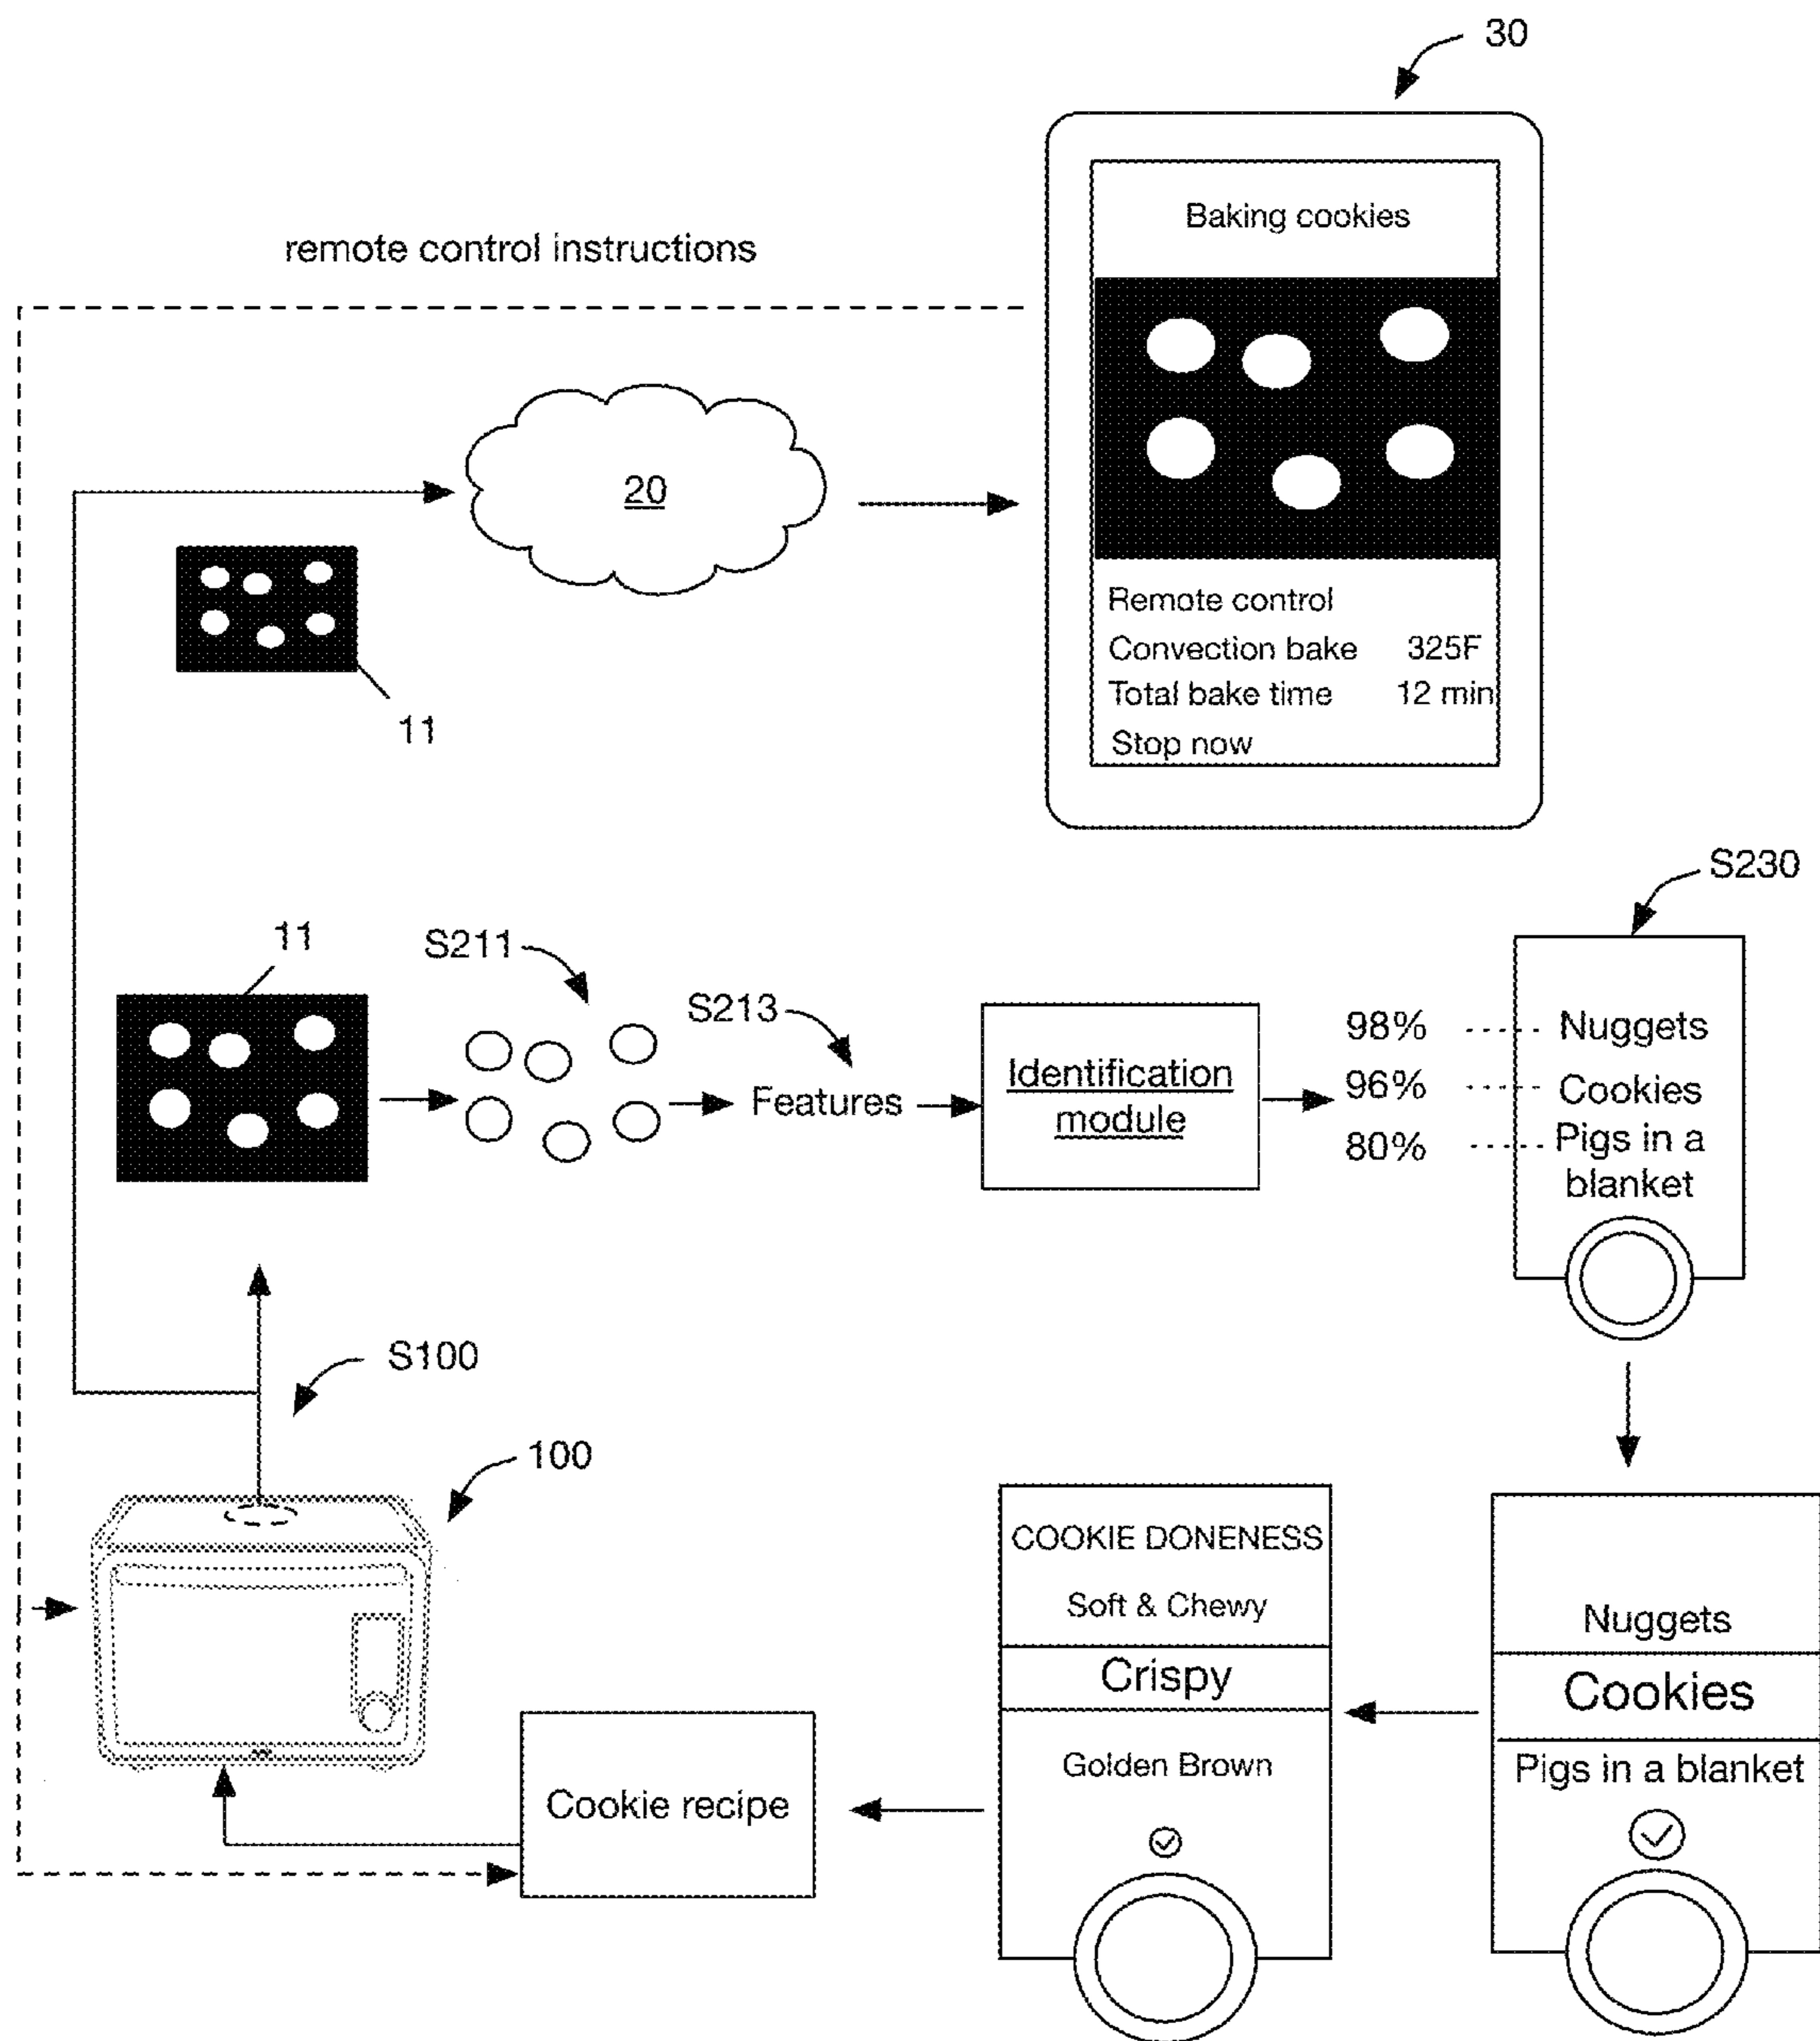 30
Baking cookies
remote control instructions
20
Remote control
Convection bake 325F
Total bake time 12 min
Stop now
11
S230
11
S211
S213
Features
Identification
module
98% Nuggets
96% Cookies
80% Pigs in a
blanket
S100
100
COOKIE DONENESS
Soft & Chewy
Crispy
Golden Brown
Nuggets
Cookies
Pigs in a blanket
Cookie recipe